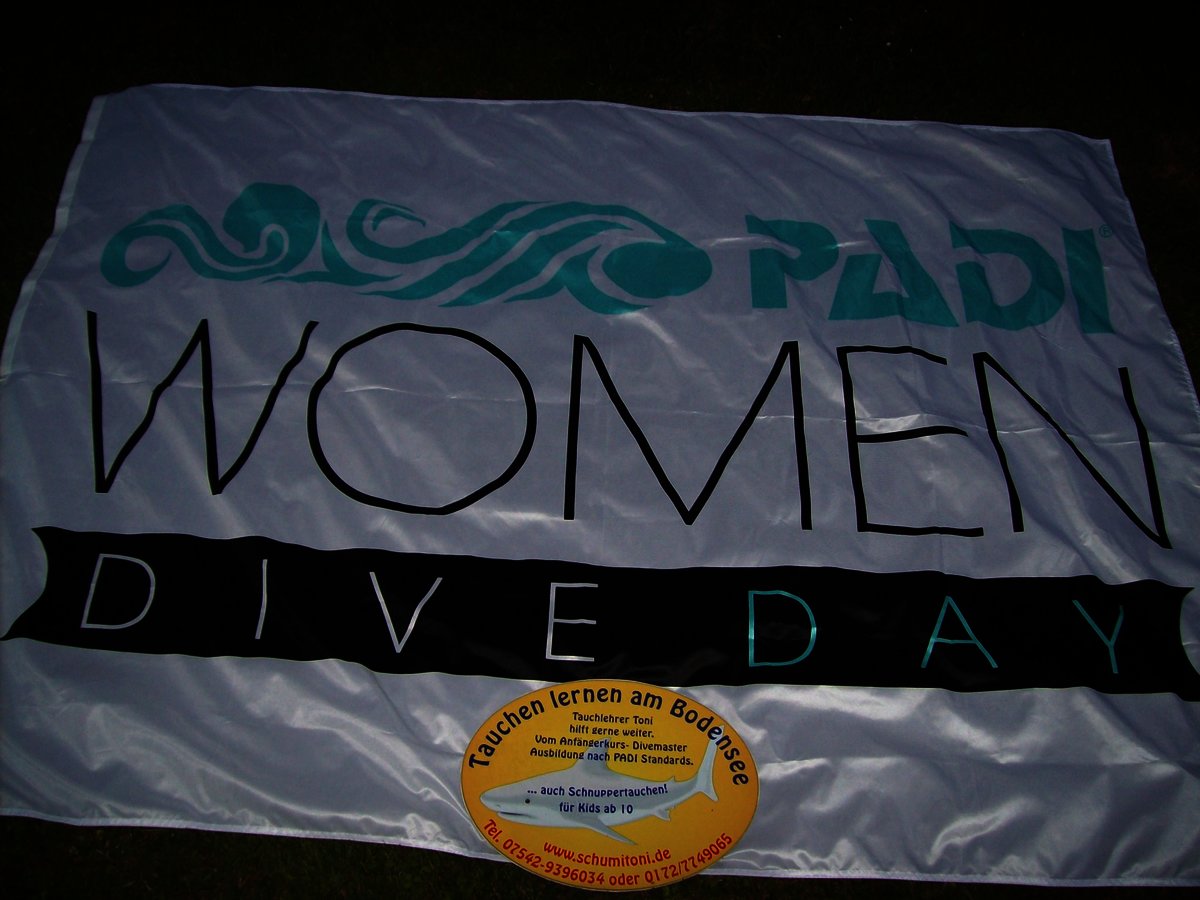 PADI®
WOMEN
DIVE DAY
Tauchen lernen am Bodensee
Tauchlehrer Toni
hilft gerne weiter.
Vom Anfängerkurs- Divemaster
Ausbildung nach PADI Standards.
... auch Schnuppertauchen!
für Kids ab 10
www.schumitoni.de
Tel. 07542-9396034 oder 0172/7749065